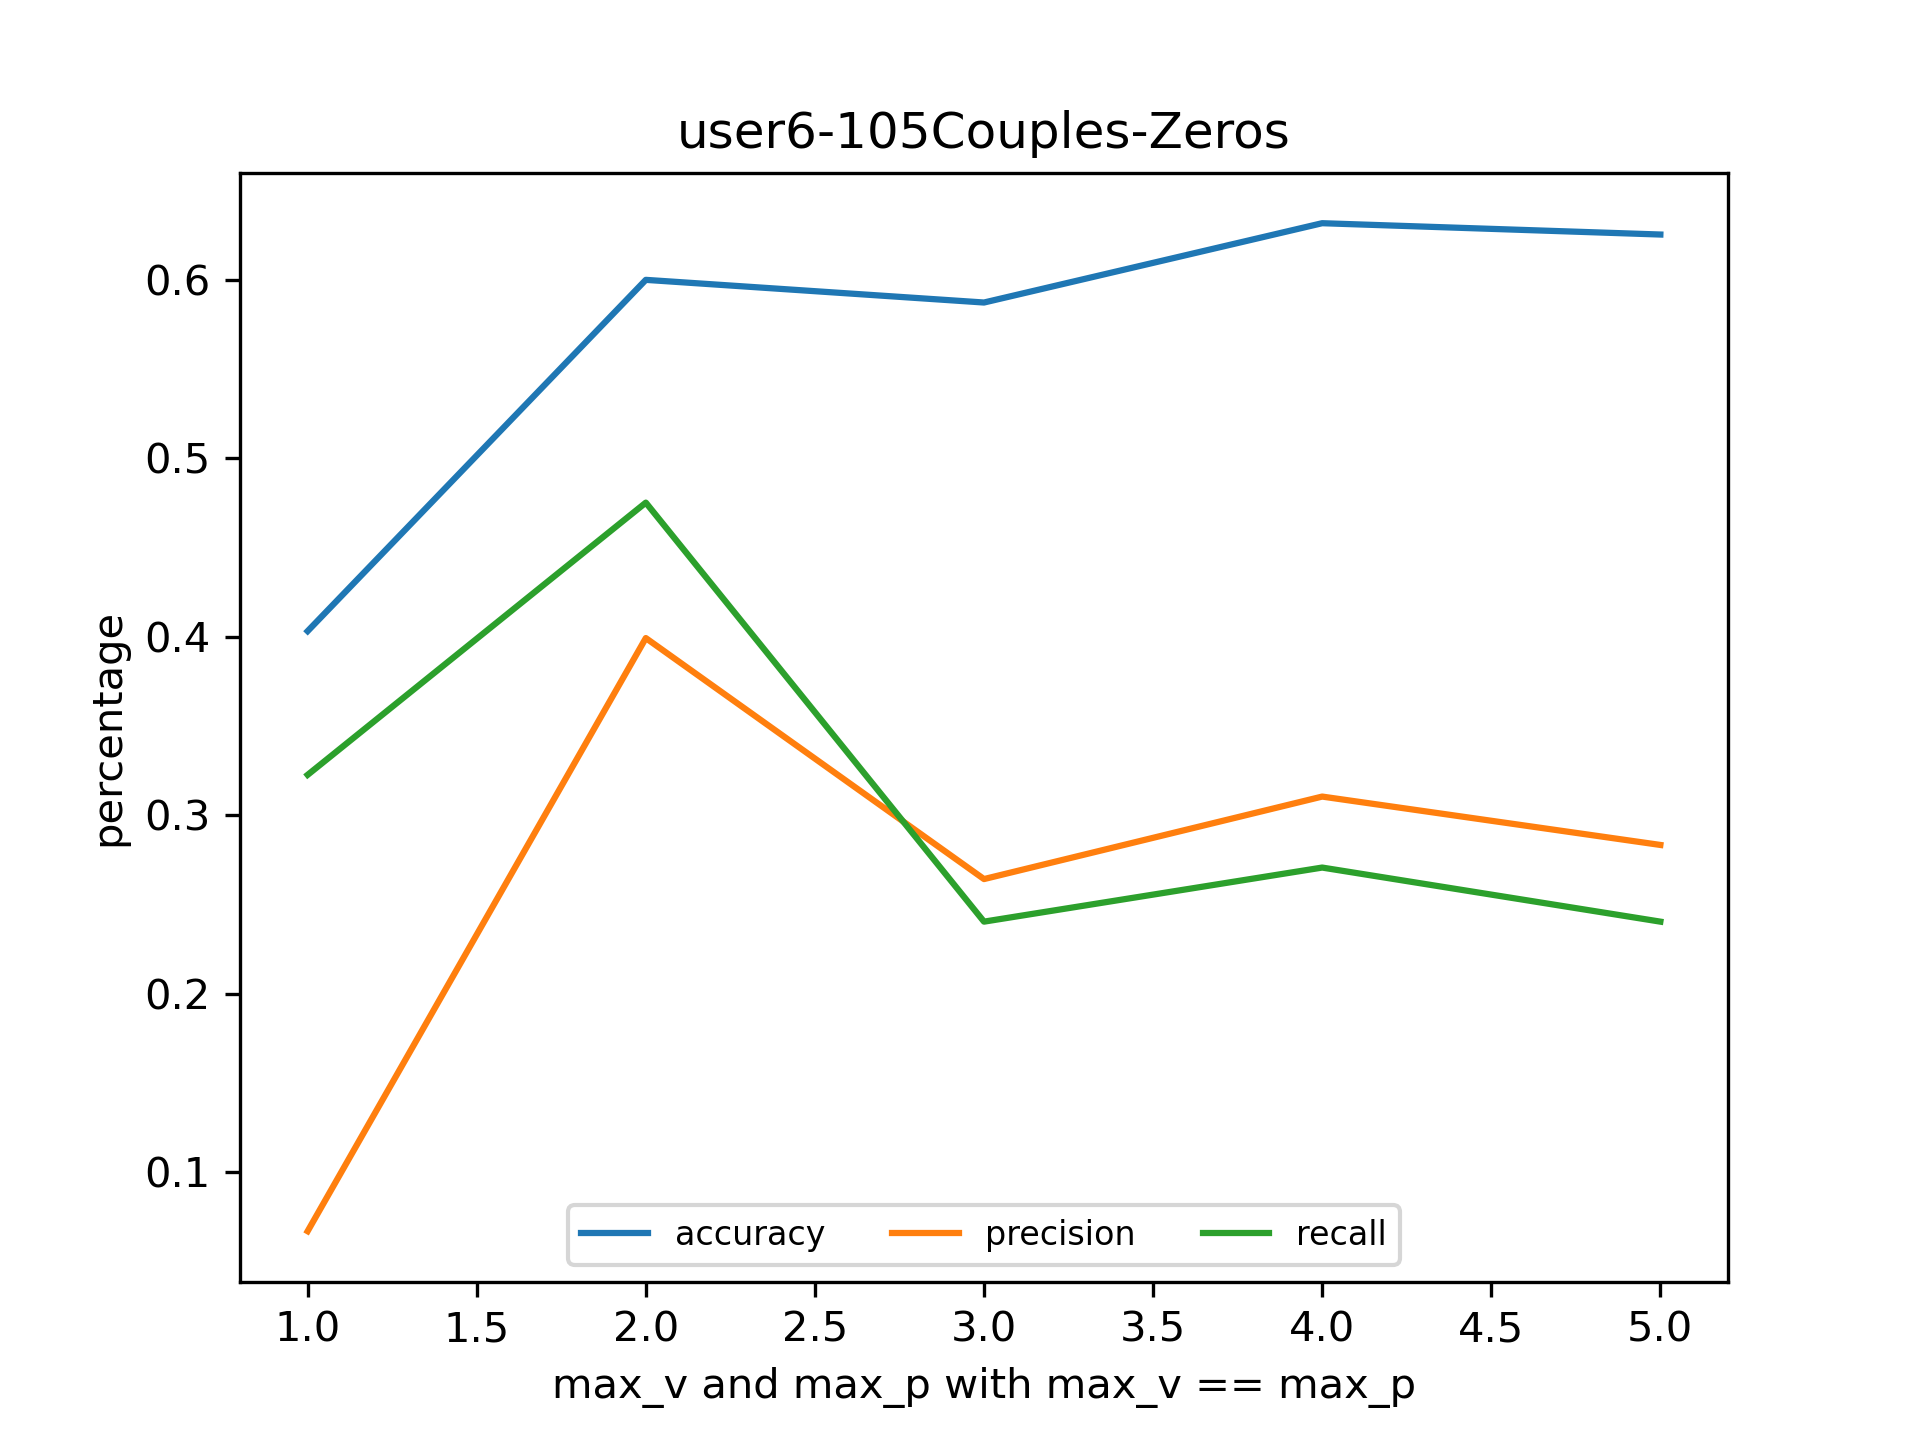 user6-105Couples-Zeros
percentage
0.6
0.5
0.4
0.3
0.2
0.1
accuracy precision recall
1.0 1.5 2.0 2.5 3.0 3.5 4.0 4.5 5.0
max_v and max_p with max_v == max_p